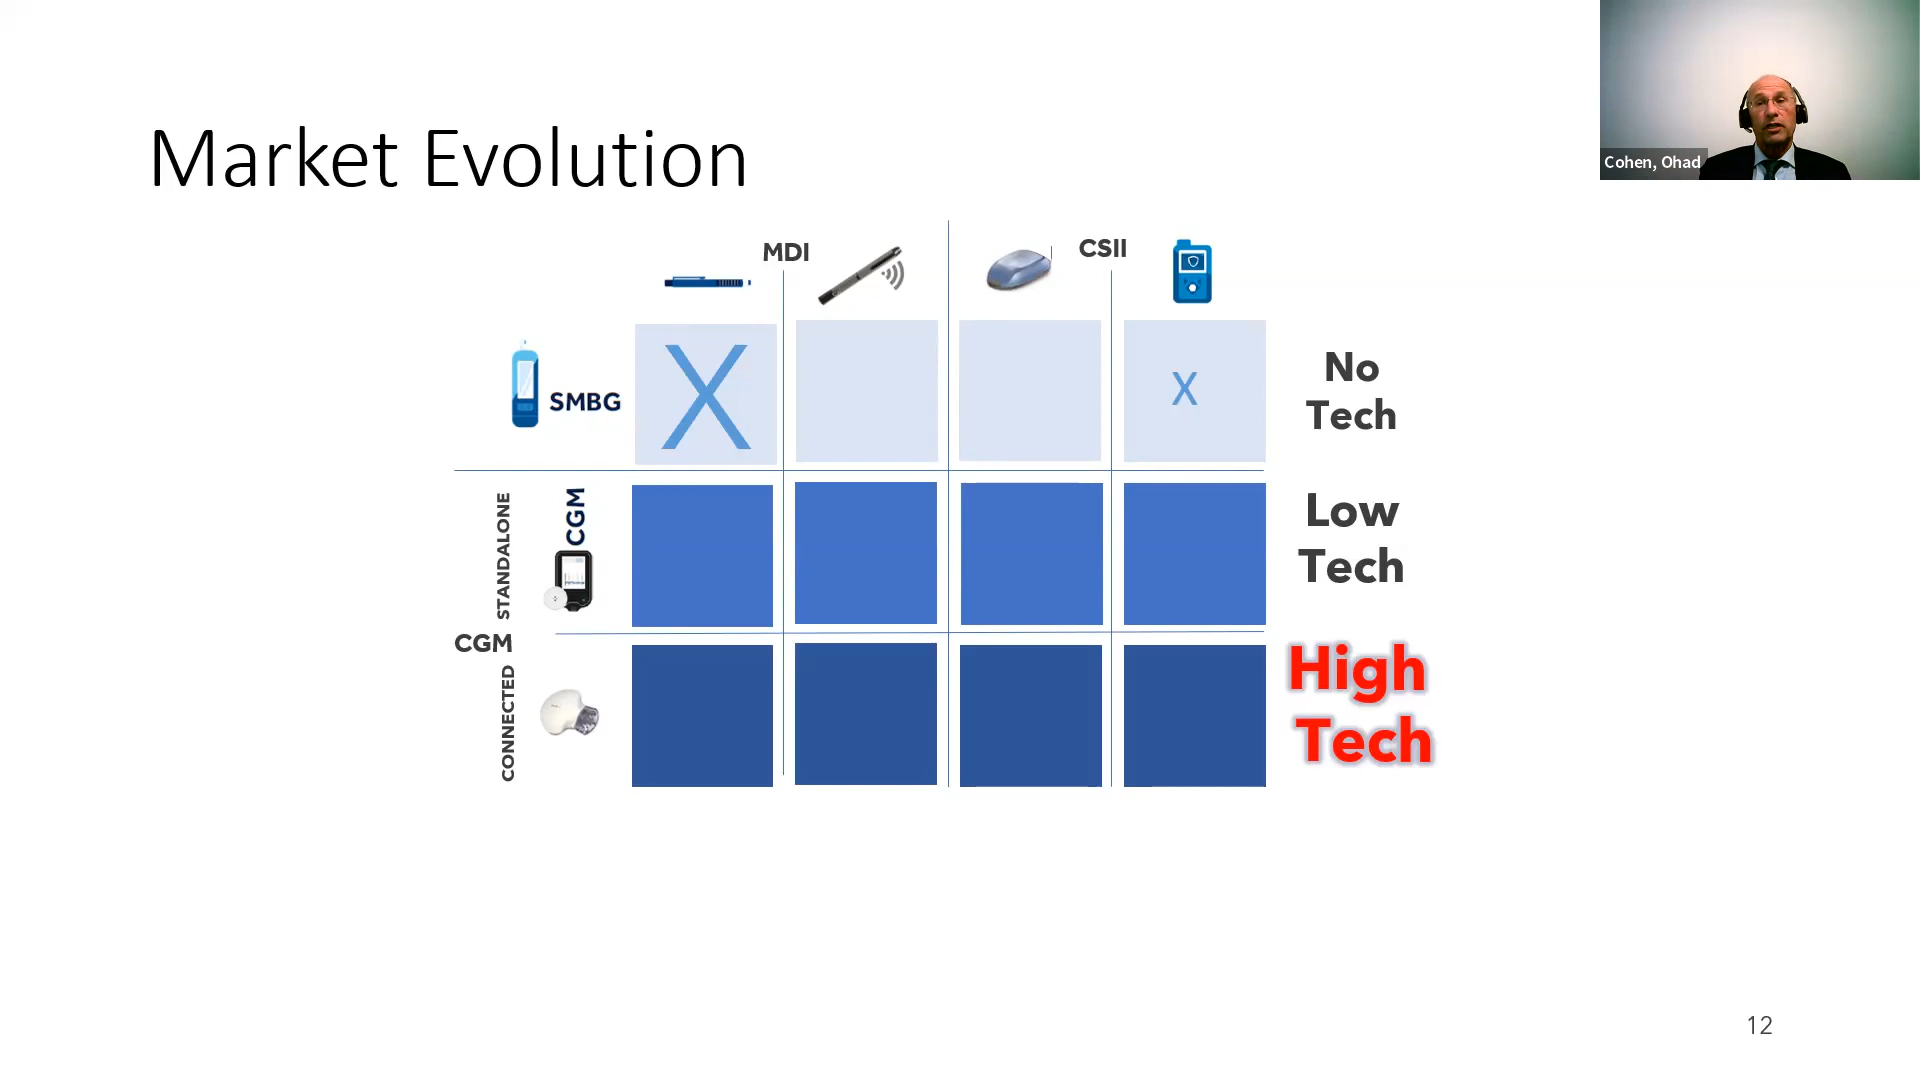 Cohen, Ohad
Market Evolution
MDI
CSII
SMBG
X
X
No
Tech
STANDALONE
CGM
Low
Tech
CGM
CONNECTED
High
Tech
12